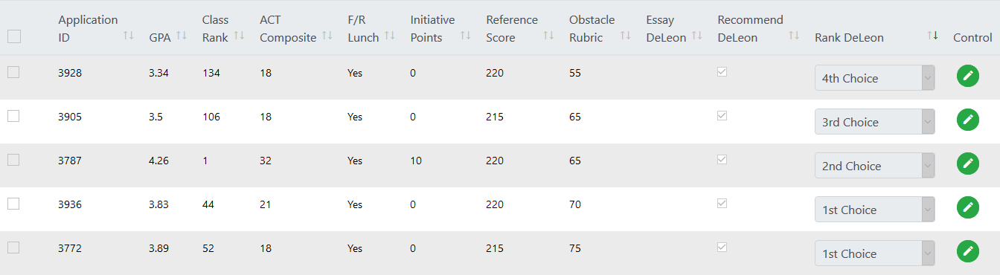 Application ID GPA Class Rank ACT Composite F/R Lunch Initiative Points Reference Score Obstacle Rubric Essay DeLeon Recommend DeLeon Rank DeLeon Control
3928 3.34 134 18 Yes 0 220 55 4th Choice
3905 3.5 106 18 Yes 0 215 65 3rd Choice
3787 4.26 1 32 Yes 10 220 65 2nd Choice
3936 3.83 44 21 Yes 0 220 70 1st Choice
3772 3.89 52 18 Yes 0 215 75 1st Choice